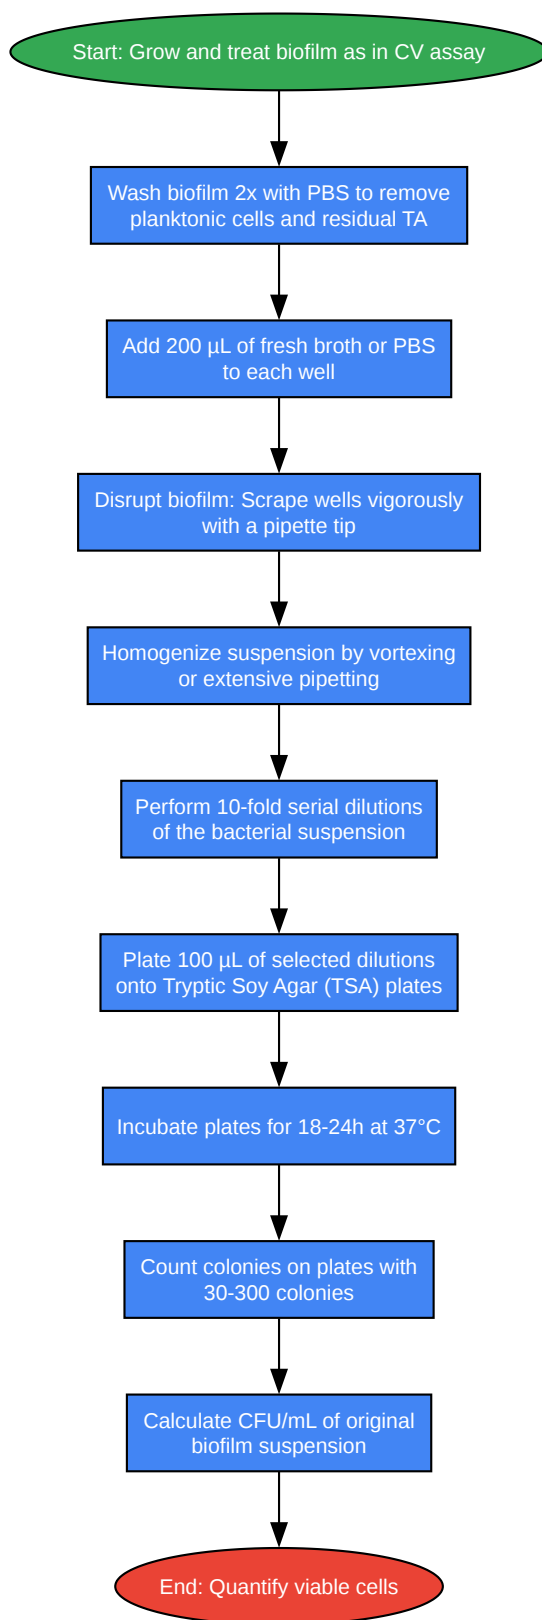 Start: Grow and treat biofilm as in CV assay
Wash biofilm 2x with PBS to remove
planktonic cells and residual TA
Add 200 µL of fresh broth or PBS
to each well
Disrupt biofilm: Scrape wells vigorously
with a pipette tip
Homogenize suspension by vortexing
or extensive pipetting
Perform 10-fold serial dilutions
of the bacterial suspension
Plate 100 µL of selected dilutions
onto Tryptic Soy Agar (TSA) plates
Incubate plates for 18-24h at 37°C
Count colonies on plates with
30-300 colonies
Calculate CFU/mL of original
biofilm suspension
End: Quantify viable cells